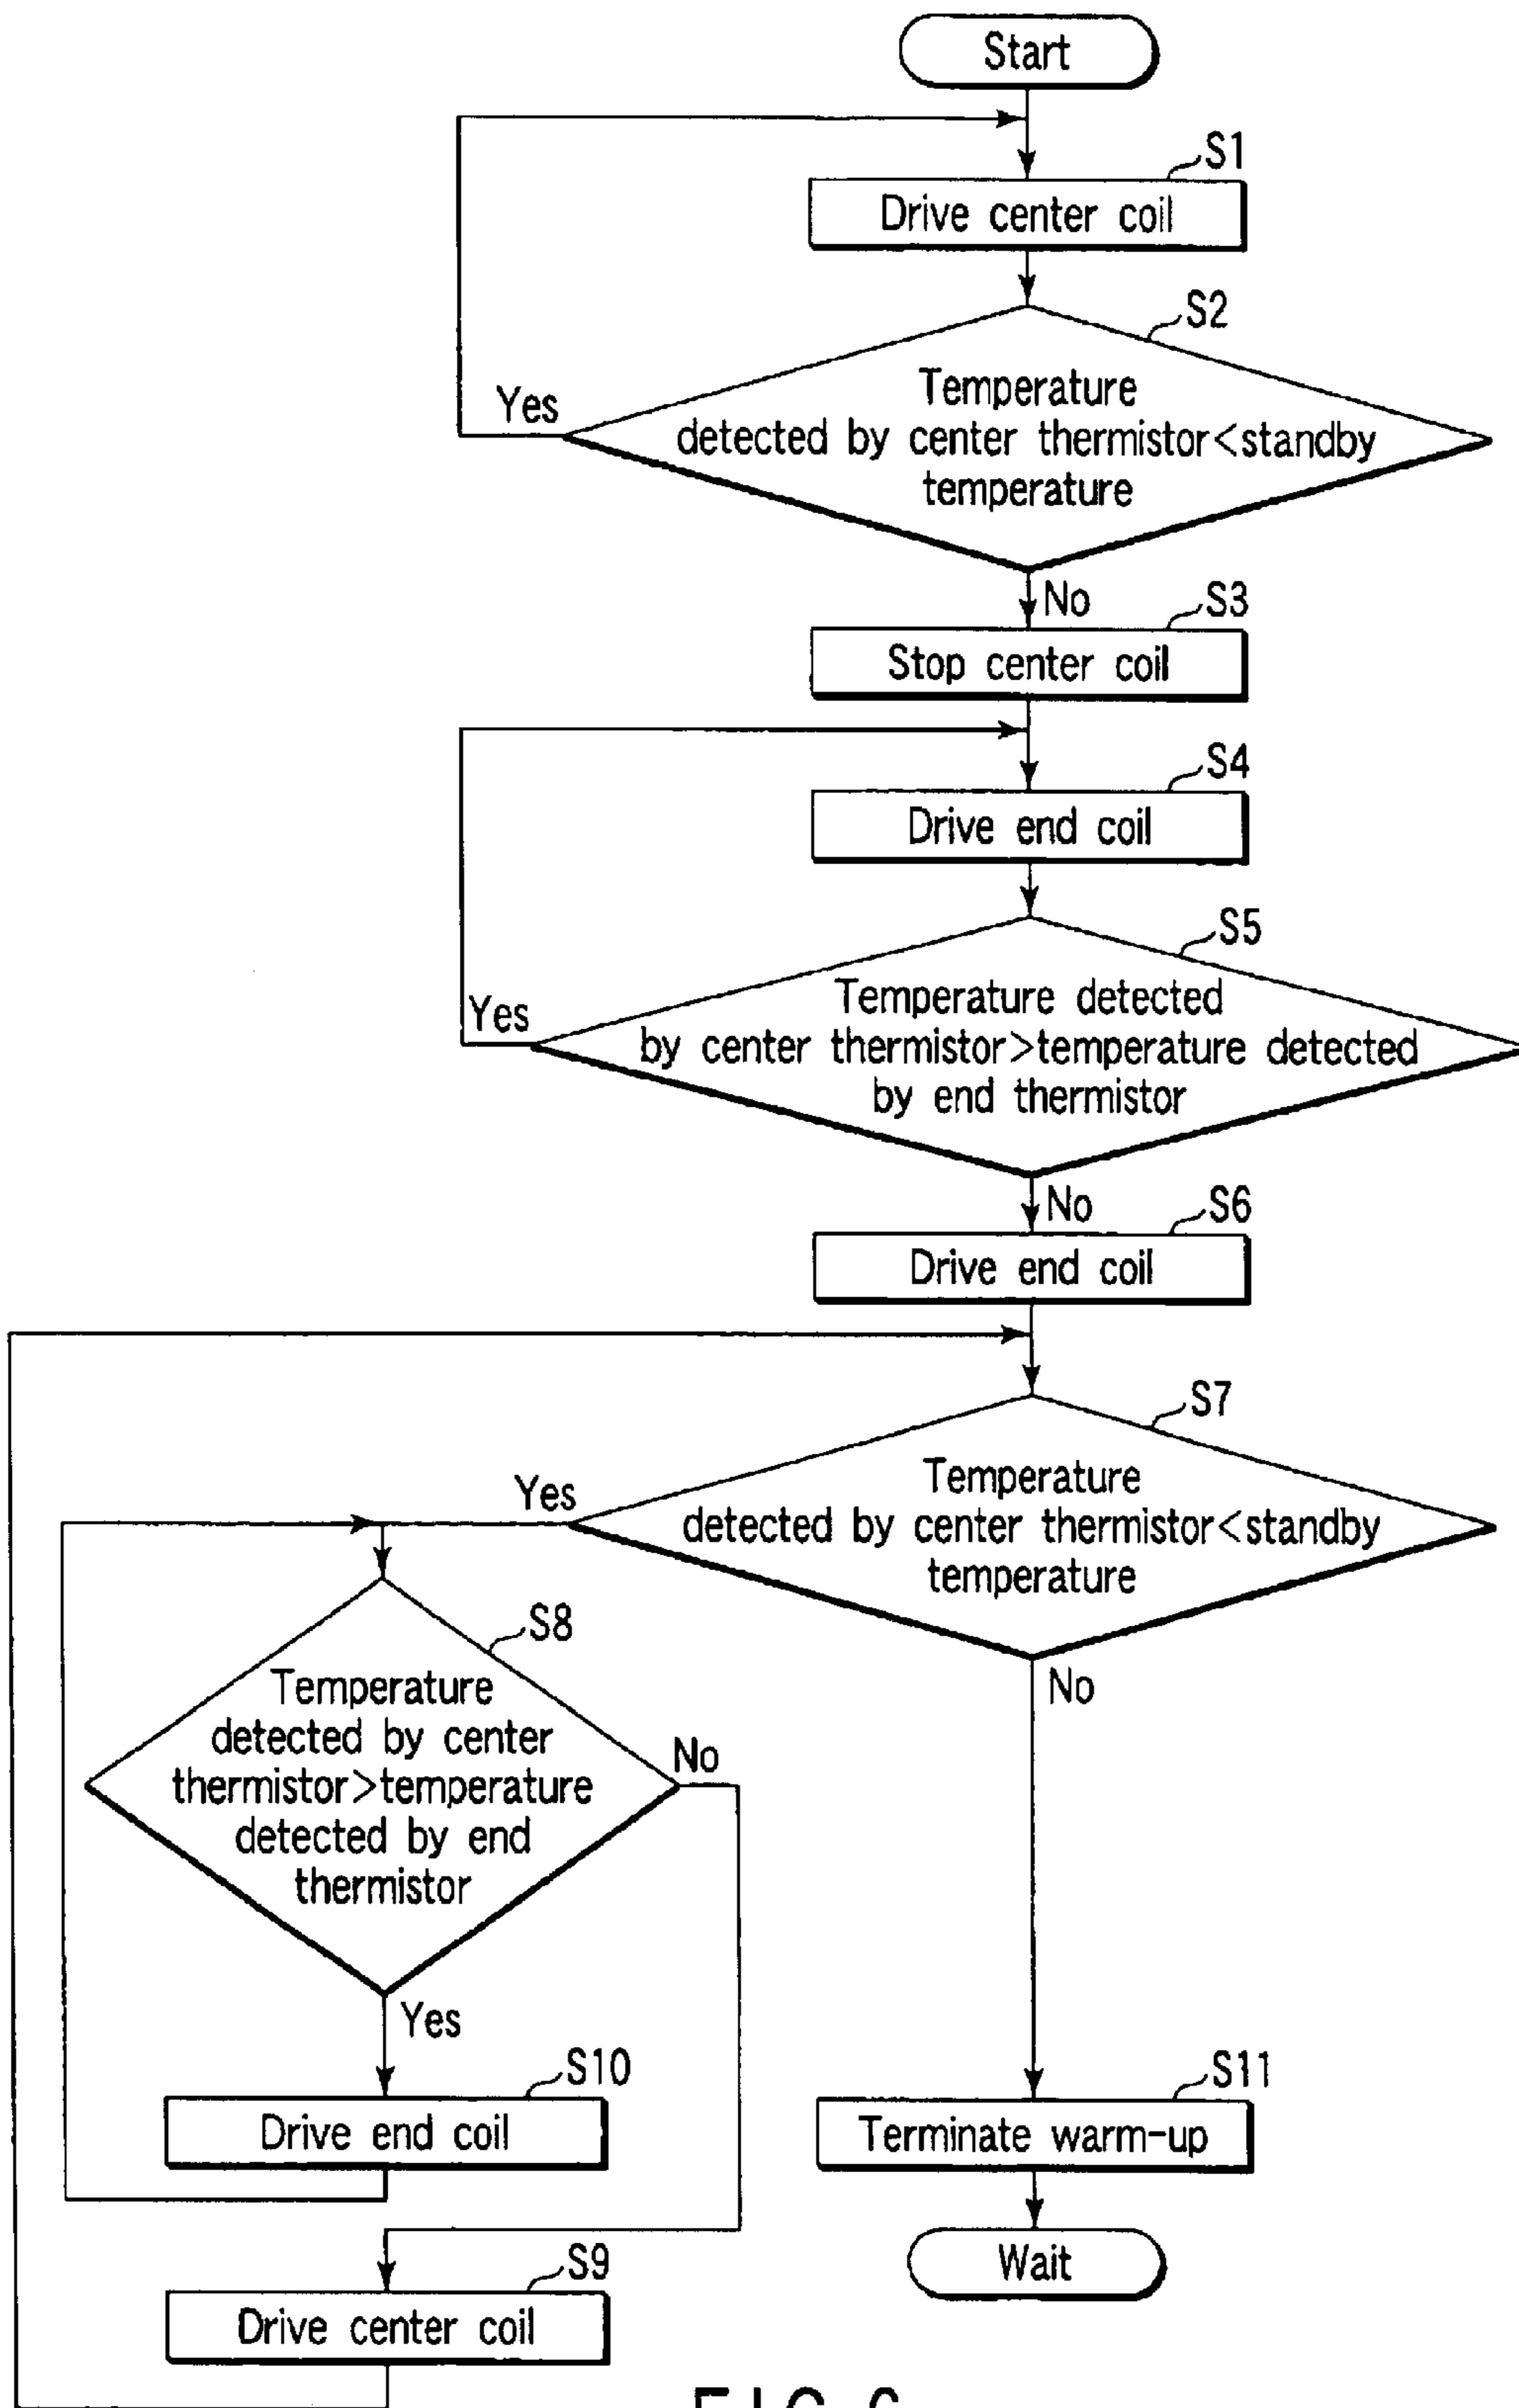 Start
S1
Drive center coil
S2
Temperature
detected by center thermistor<standby
temperature
Yes
No
S3
Stop center coil
S4
Drive end coil
S5
Temperature detected
by center thermistor>temperature detected
by end thermistor
Yes
No
S6
Drive end coil
S7
Temperature
detected by center thermistor<standby
temperature
Yes
No
S8
Temperature
detected by center
thermistor>temperature
detected by end
thermistor
No
Yes
S10
Drive end coil
S11
Terminate warm-up
Wait
S9
Drive center coil
FIG. 6